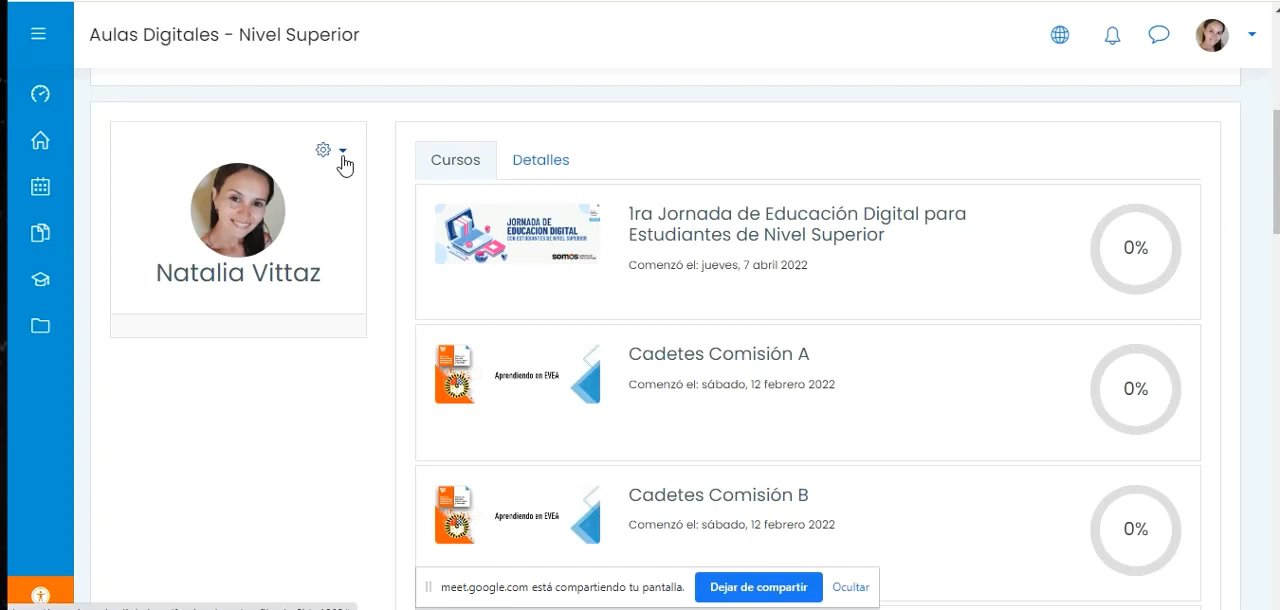 Aulas Digitales - Nivel Superior
Natalia Vittaz
Cursos
Detalles
JORNADA DE
EDUCACIÓN DIGITAL
CON ESTUDIANTES DE NIVEL SUPERIOR
somos
1ra Jornada de Educación Digital para
Estudiantes de Nivel Superior
Comenzó el: jueves, 7 abril 2022
0%
Aprendiendo en EVEA
Cadetes Comisión A
Comenzó el: sábado, 12 febrero 2022
0%
Aprendiendo en EVEA
Cadetes Comisión B
Comenzó el: sábado, 12 febrero 2022
0%
meet.google.com está compartiendo tu pantalla.
Dejar de compartir
Ocultar